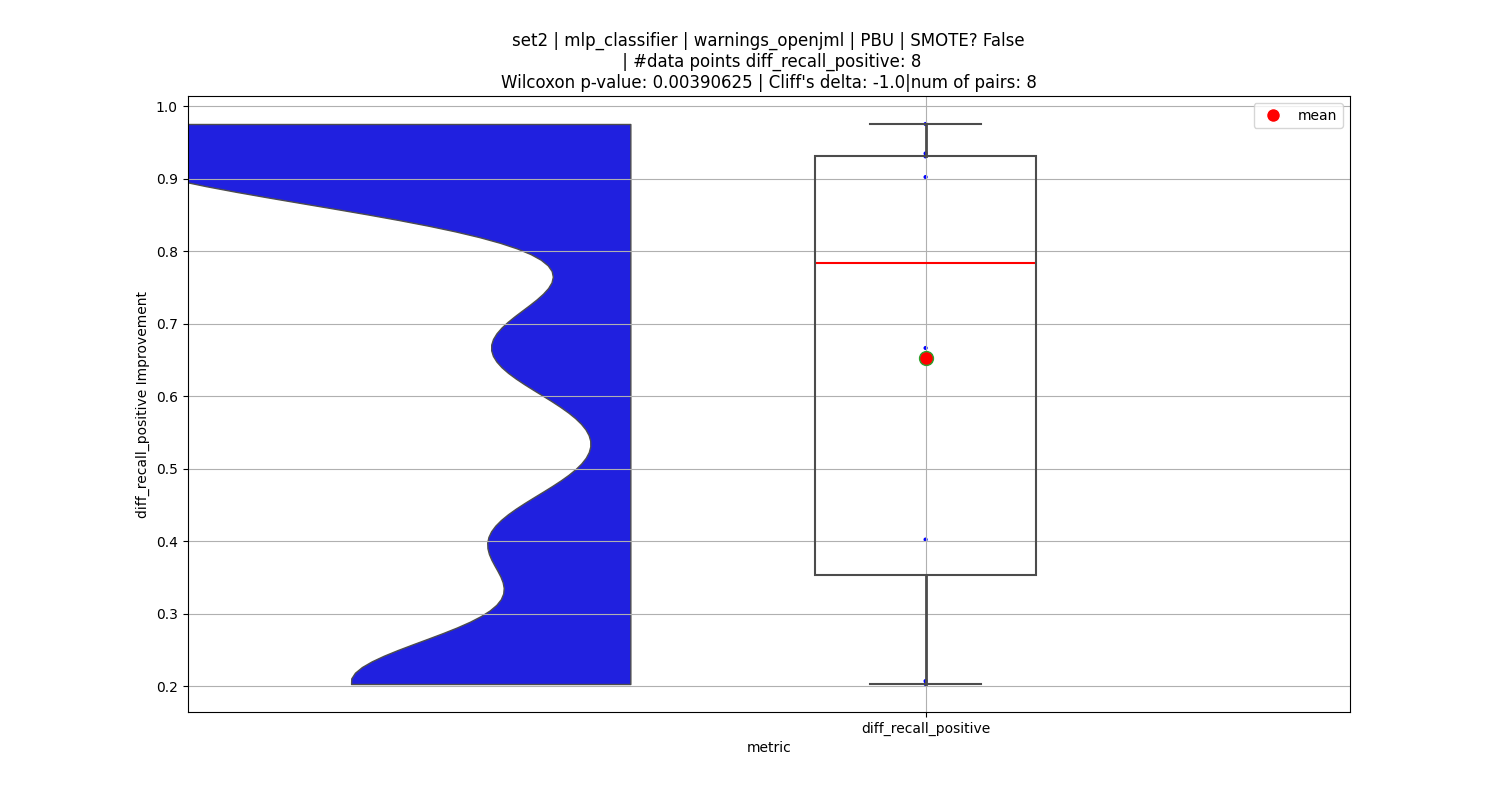 set2 | mlp_classifier | warnings_openjml | PBU | SMOTE? False
| #data points diff_recall_positive: 8
Wilcoxon p-value: 0.00390625 | Cliff's delta: -1.0|num of pairs: 8
mean
1.0
0.9
0.8
0.7
0.6
0.5
0.4
0.3
0.2
diff_recall_positive Improvement
diff_recall_positive
metric